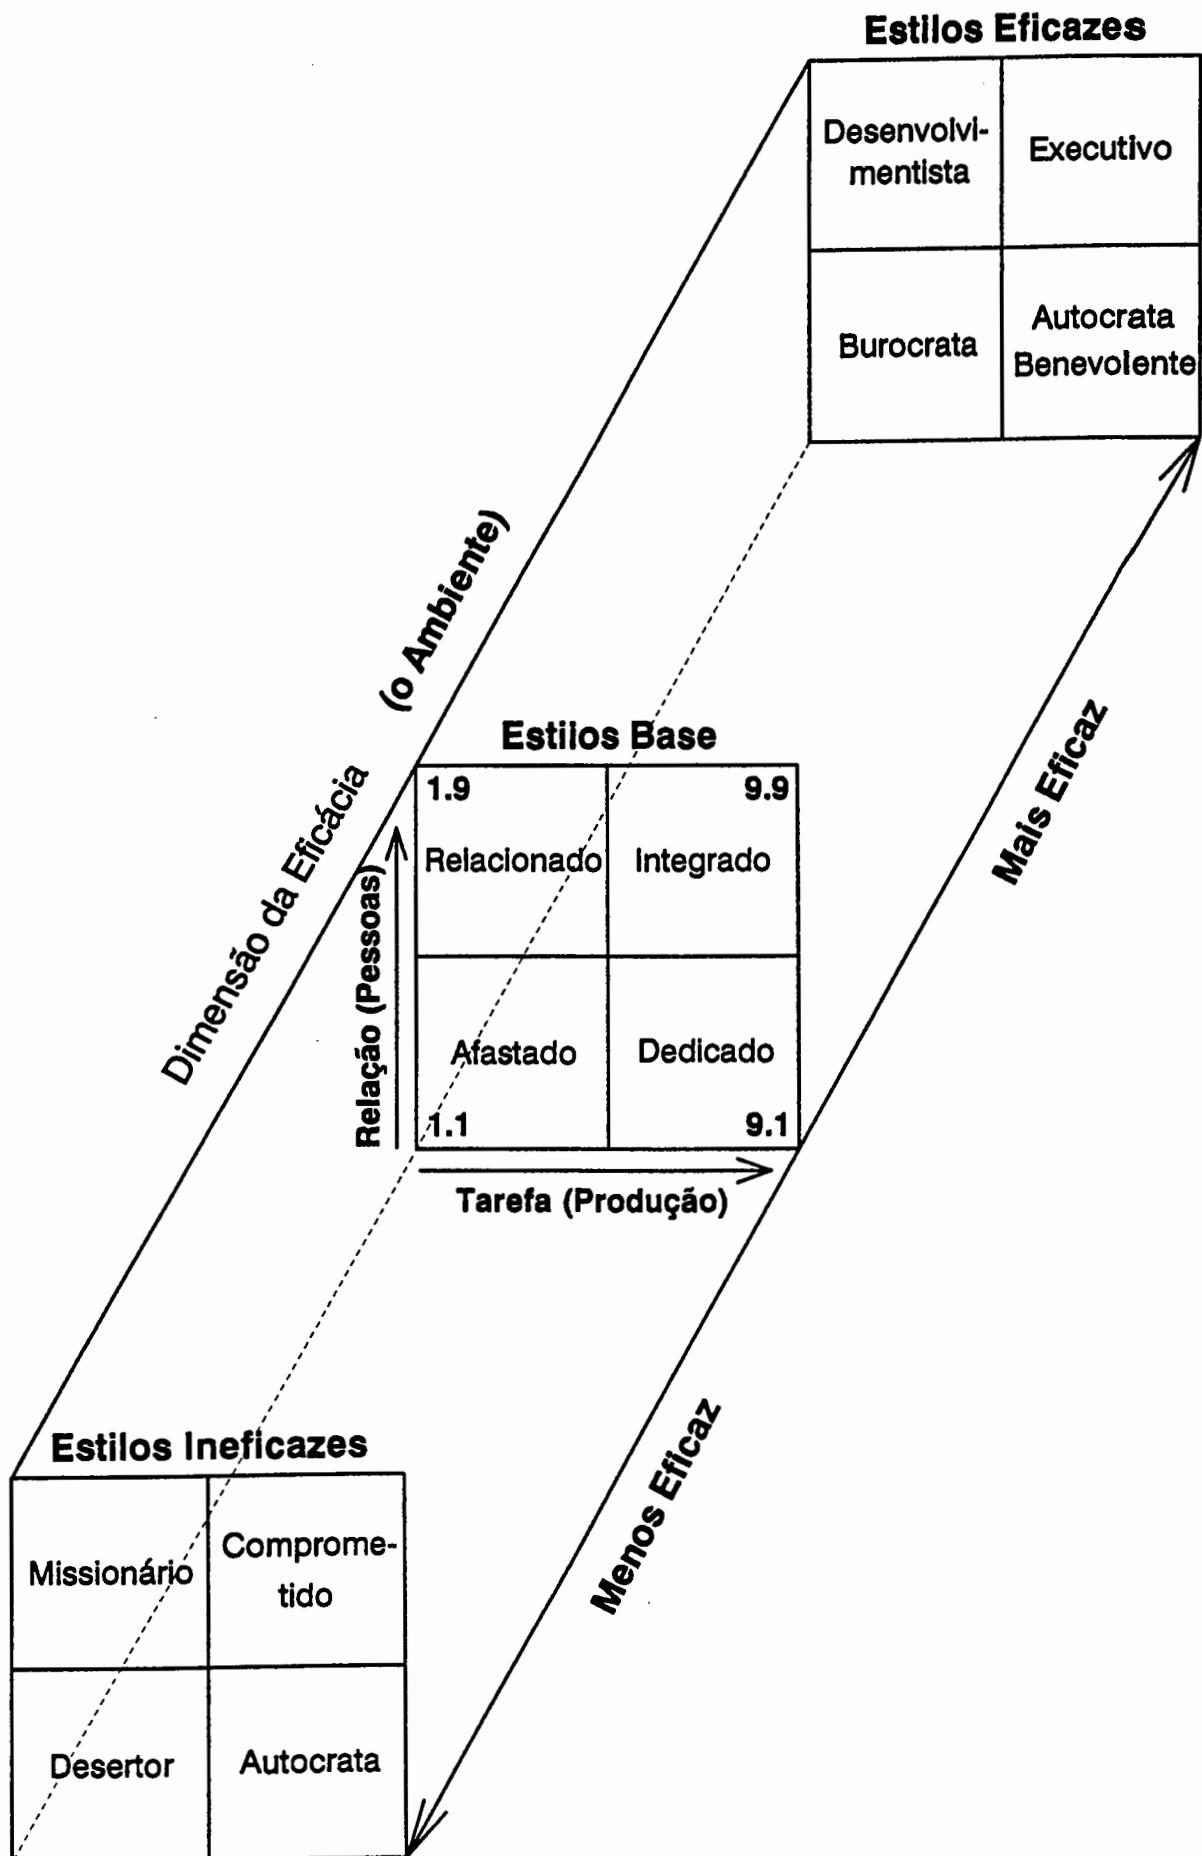 Estilos Eficazes
Desenvolvi-
mentista
Executivo
Burocrata
Autocrata
Benevolente
(o Ambiente)
Dimensão da Eficácia
Mais Eficaz
Estilos Base
1.9
9.9
Relacionado
Integrado
Relação (Pessoas)
Afastado
Dedicado
1.1
9.1
Tarefa (Produção)
Menos Eficaz
Estilos Ineficazes
Missionário
Comprome-
tido
Desertor
Autocrata